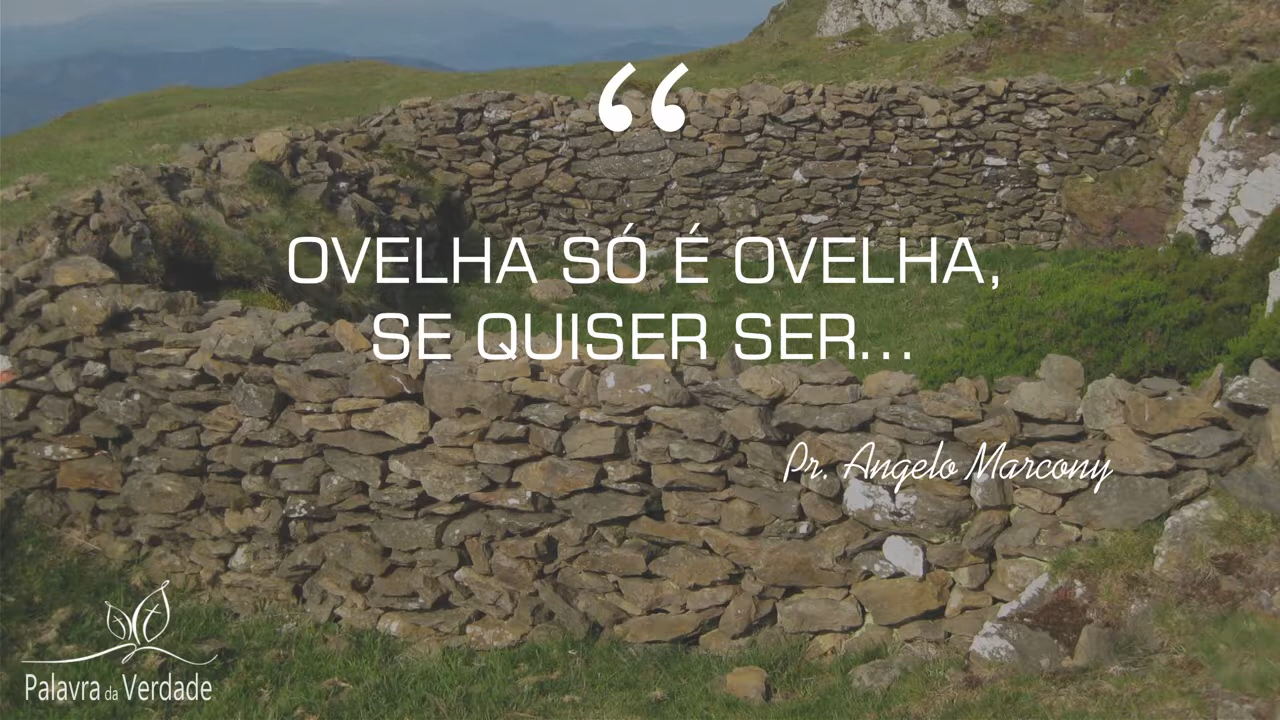 “
OVELHA SÓ É OVELHA,
SE QUISER SER...
Pr. Angelo Marcony
Palavra da Verdade